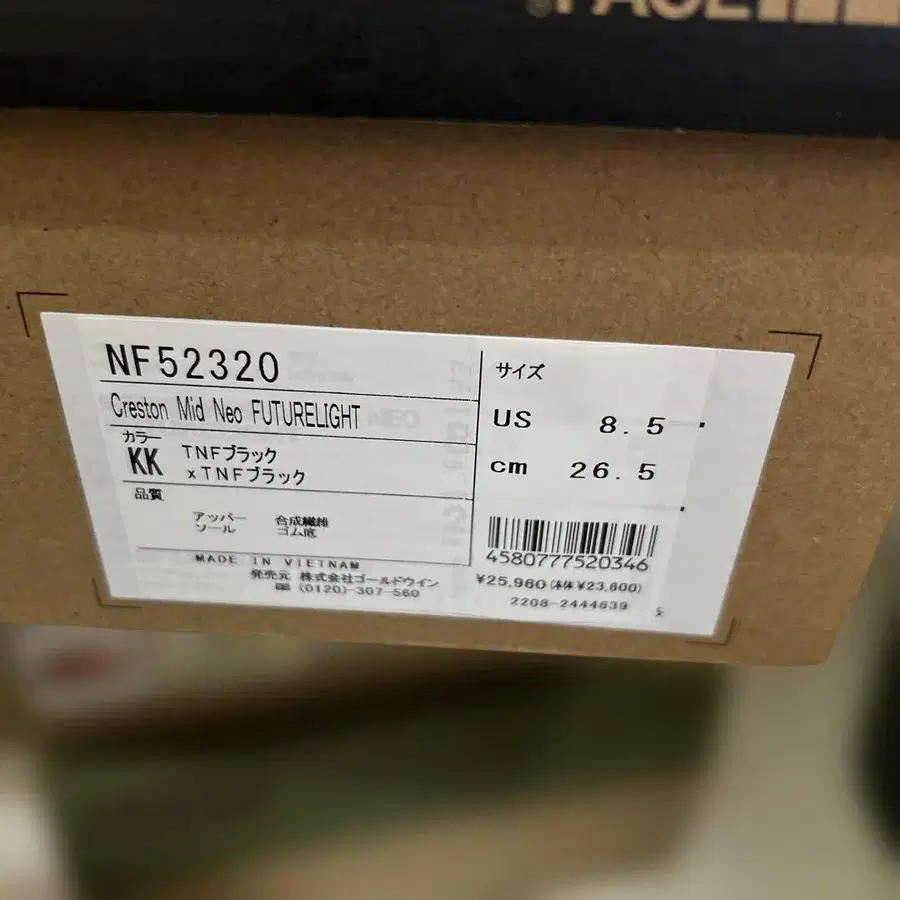 FACE
NF52320
Creston Mid Neo FUTURELIGHT
カラー
KK
TNFブラック
xTNFブラック
品質
アッパー 合成繊維
ソール ゴム底
MADE IN VIETNAM
発売元 株式会社ゴールドウイン
(0120)-307-560
サイズ
US 8.5
cm 26.5
4580777520346
¥25,960 (本体¥23,600)
2208-2444639